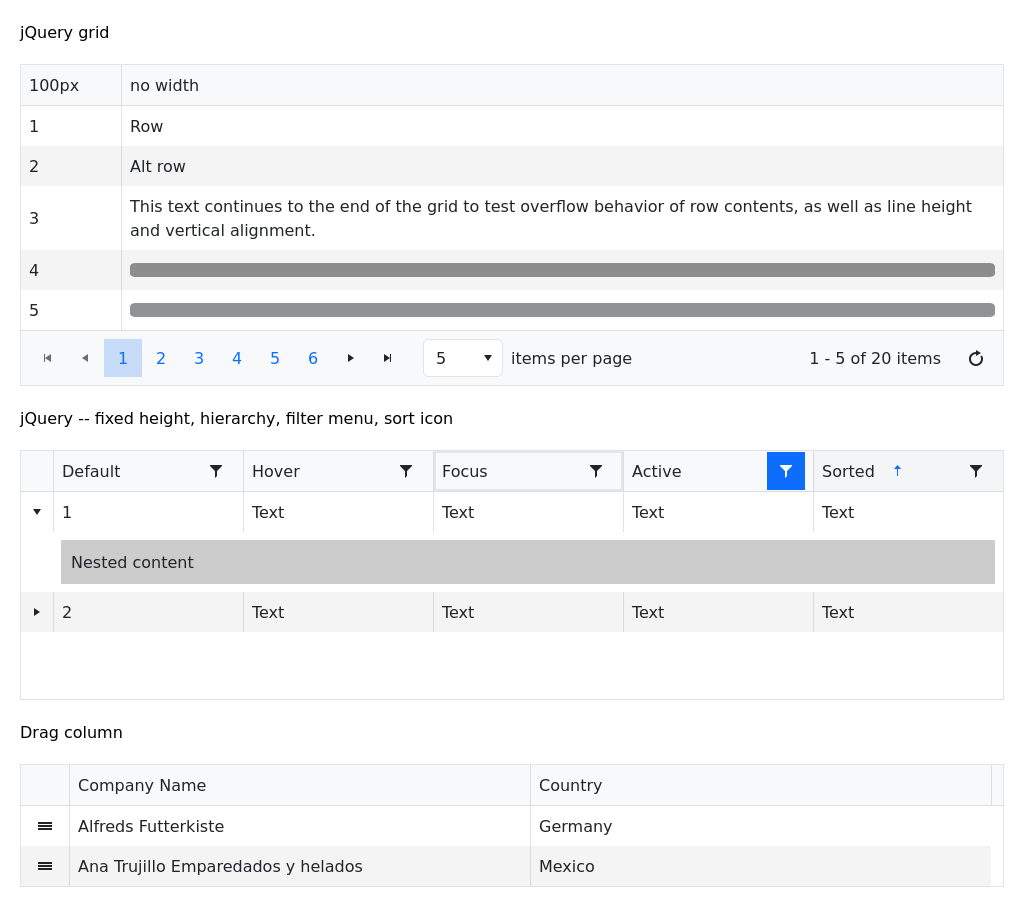 jQuery grid
100px no width
1 Row
2 Alt row
3 This text continues to the end of the grid to test overflow behavior of row contents, as well as line height
and vertical alignment.
4
5
1 2 3 4 5 6 5 items per page 1 - 5 of 20 items
jQuery -- fixed height, hierarchy, filter menu, sort icon
Default Hover Focus Active Sorted
1 Text Text Text Text
Nested content
2 Text Text Text Text
Drag column
Company Name Country
Alfreds Futterkiste Germany
Ana Trujillo Emparedados y helados Mexico